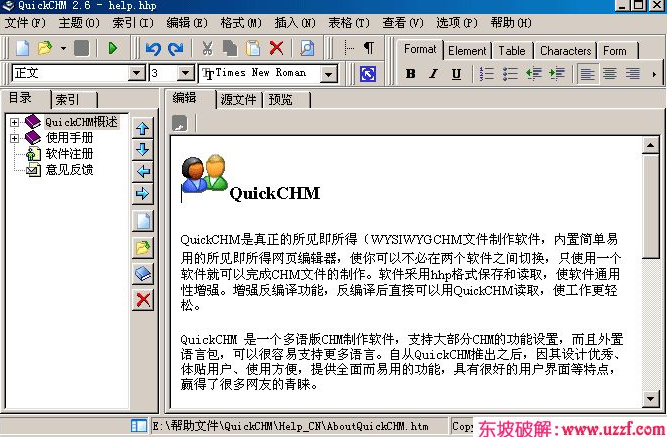 QuickCHM 2.6 - help.hhp
文件(F) 主题(O) 索引(I) 编辑(E) 格式(M) 插入(N) 表格(T) 查看(V) 选项(P) 帮助(H)
Format Element Table Characters Form
正文 3 Times New Roman B I U
目录 索引 编辑 源文件 预览
QuickCHM概述
使用手册
软件注册
意见反馈
QuickCHM
QuickCHM是真正的所见即所得（WYSIWYGCHM文件制作软件，内置简单易
用的所见即所得网页编辑器，使你可以不必在两个软件之间切换，只使用一个
软件就可以完成CHM文件的制作。软件采用hhp格式保存和读取，使软件通用
性增强。增强反编译功能，反编译后直接可以用QuickCHM读取，使工作更轻
松。
QuickCHM 是一个多语版CHM制作软件，支持大部分CHM的功能设置，而且外置
语言包，可以很容易支持更多语言。自从QuickCHM推出之后，因其设计优秀、
体贴用户、使用方便，提供全面而易用的功能，具有很好的用户界面等特点，
赢得了很多网友的青睐。
E:\帮助文件\QuickCHM\Help_CN\AboutQuickCHM.htm Copy
东坡破解:www.uzzf.com